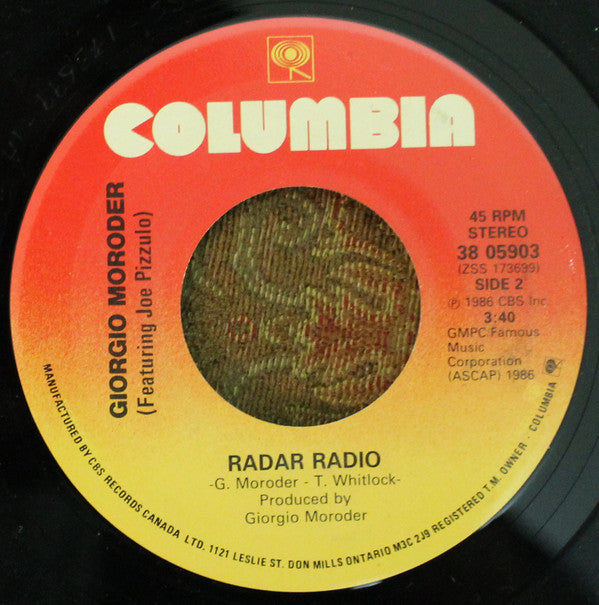 COLUMBIA
GIORGIO MORODER
(Featuring Joe Pizzulo)
45 RPM
STEREO
38 05903
(ZSS 173699)
SIDE 2
℗ 1986 CBS Inc.
3:40
GMPC/Famous
Music
Corporation
(ASCAP) 1986
RADAR RADIO
-G. Moroder - T. Whitlock-
Produced by
Giorgio Moroder
MANUFACTURED BY CBS RECORDS CANADA LTD. 1121 LESLIE ST. DON MILLS ONTARIO M3C 2J9 REGISTERED T.M. OWNER · COLUMBIA